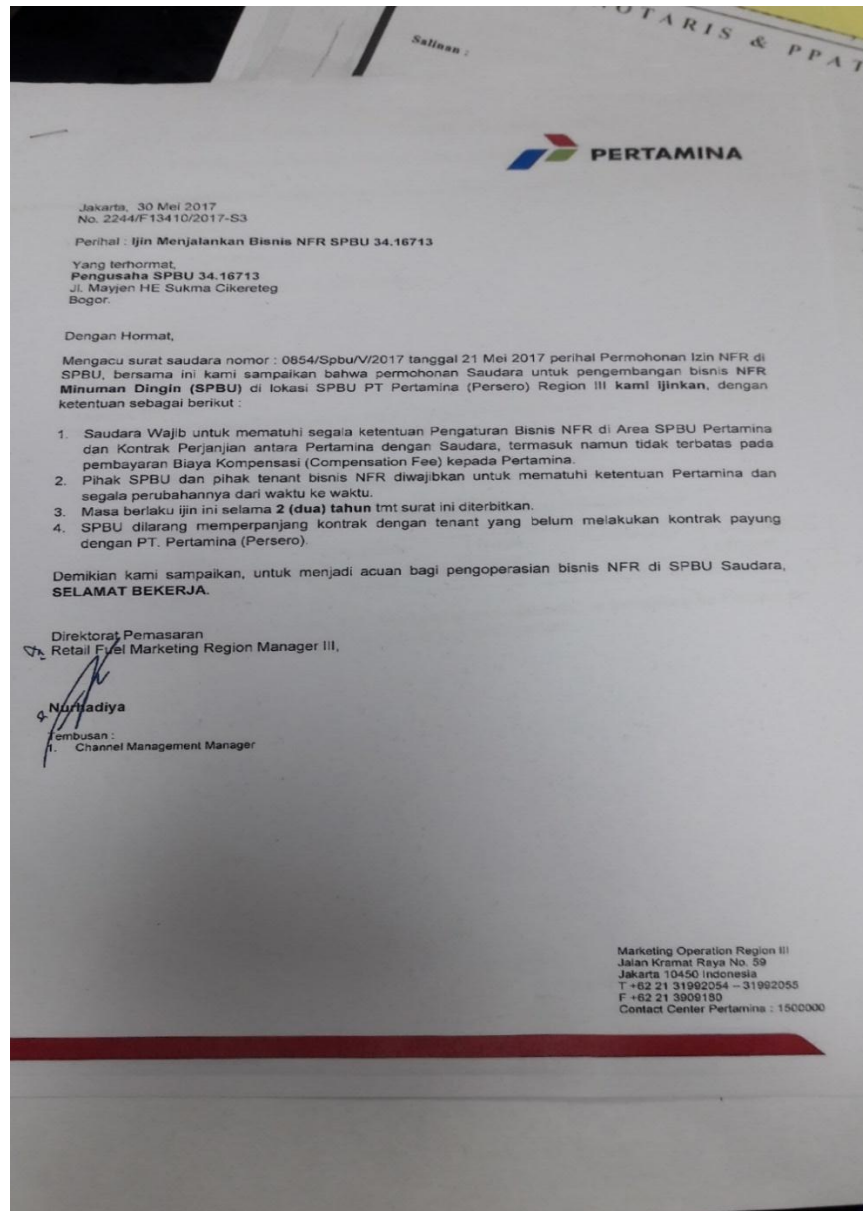 NOTARIS & PPAT
Salinan :
PERTAMINA
Jakarta, 30 Mei 2017
No. 2244/F13410/2017-S3
Perihal : Ijin Menjalankan Bisnis NFR SPBU 34.16713
Yang terhormat,
Pengusaha SPBU 34.16713
Jl. Mayjen HE Sukma Cikereteg
Bogor.
Dengan Hormat,
Mengacu surat saudara nomor : 0854/Spbu/V/2017 tanggal 21 Mei 2017 perihal Permohonan Izin NFR di
SPBU, bersama ini kami sampaikan bahwa permohonan Saudara untuk pengembangan bisnis NFR
Minuman Dingin (SPBU) di lokasi SPBU PT Pertamina (Persero) Region III kami Ijinkan, dengan
ketentuan sebagai berikut :
1. Saudara Wajib untuk mematuhi segala ketentuan Pengaturan Bisnis NFR di Area SPBU Pertamina
dan Kontrak Perjanjian antara Pertamina dengan Saudara, termasuk namun tidak terbatas pada
pembayaran Biaya Kompensasi (Compensation Fee) kepada Pertamina.
2. Pihak SPBU dan pihak tenant bisnis NFR diwajibkan untuk mematuhi ketentuan Pertamina dan
segala perubahannya dari waktu ke waktu.
3. Masa berlaku ijin ini selama 2 (dua) tahun tmt surat ini diterbitkan.
4. SPBU dilarang memperpanjang kontrak dengan tenant yang belum melakukan kontrak payung
dengan PT. Pertamina (Persero).
Demikian kami sampaikan, untuk menjadi acuan bagi pengoperasian bisnis NFR di SPBU Saudara,
SELAMAT BEKERJA.
Direktorat Pemasaran
Retail Fuel Marketing Region Manager III,
Nurhadiya
Tembusan :
1. Channel Management Manager
Marketing Operation Region III
Jalan Kramat Raya No. 59
Jakarta 10450 Indonesia
T +62 21 31992054 – 31992055
F +62 21 3909180
Contact Center Pertamina : 1500000